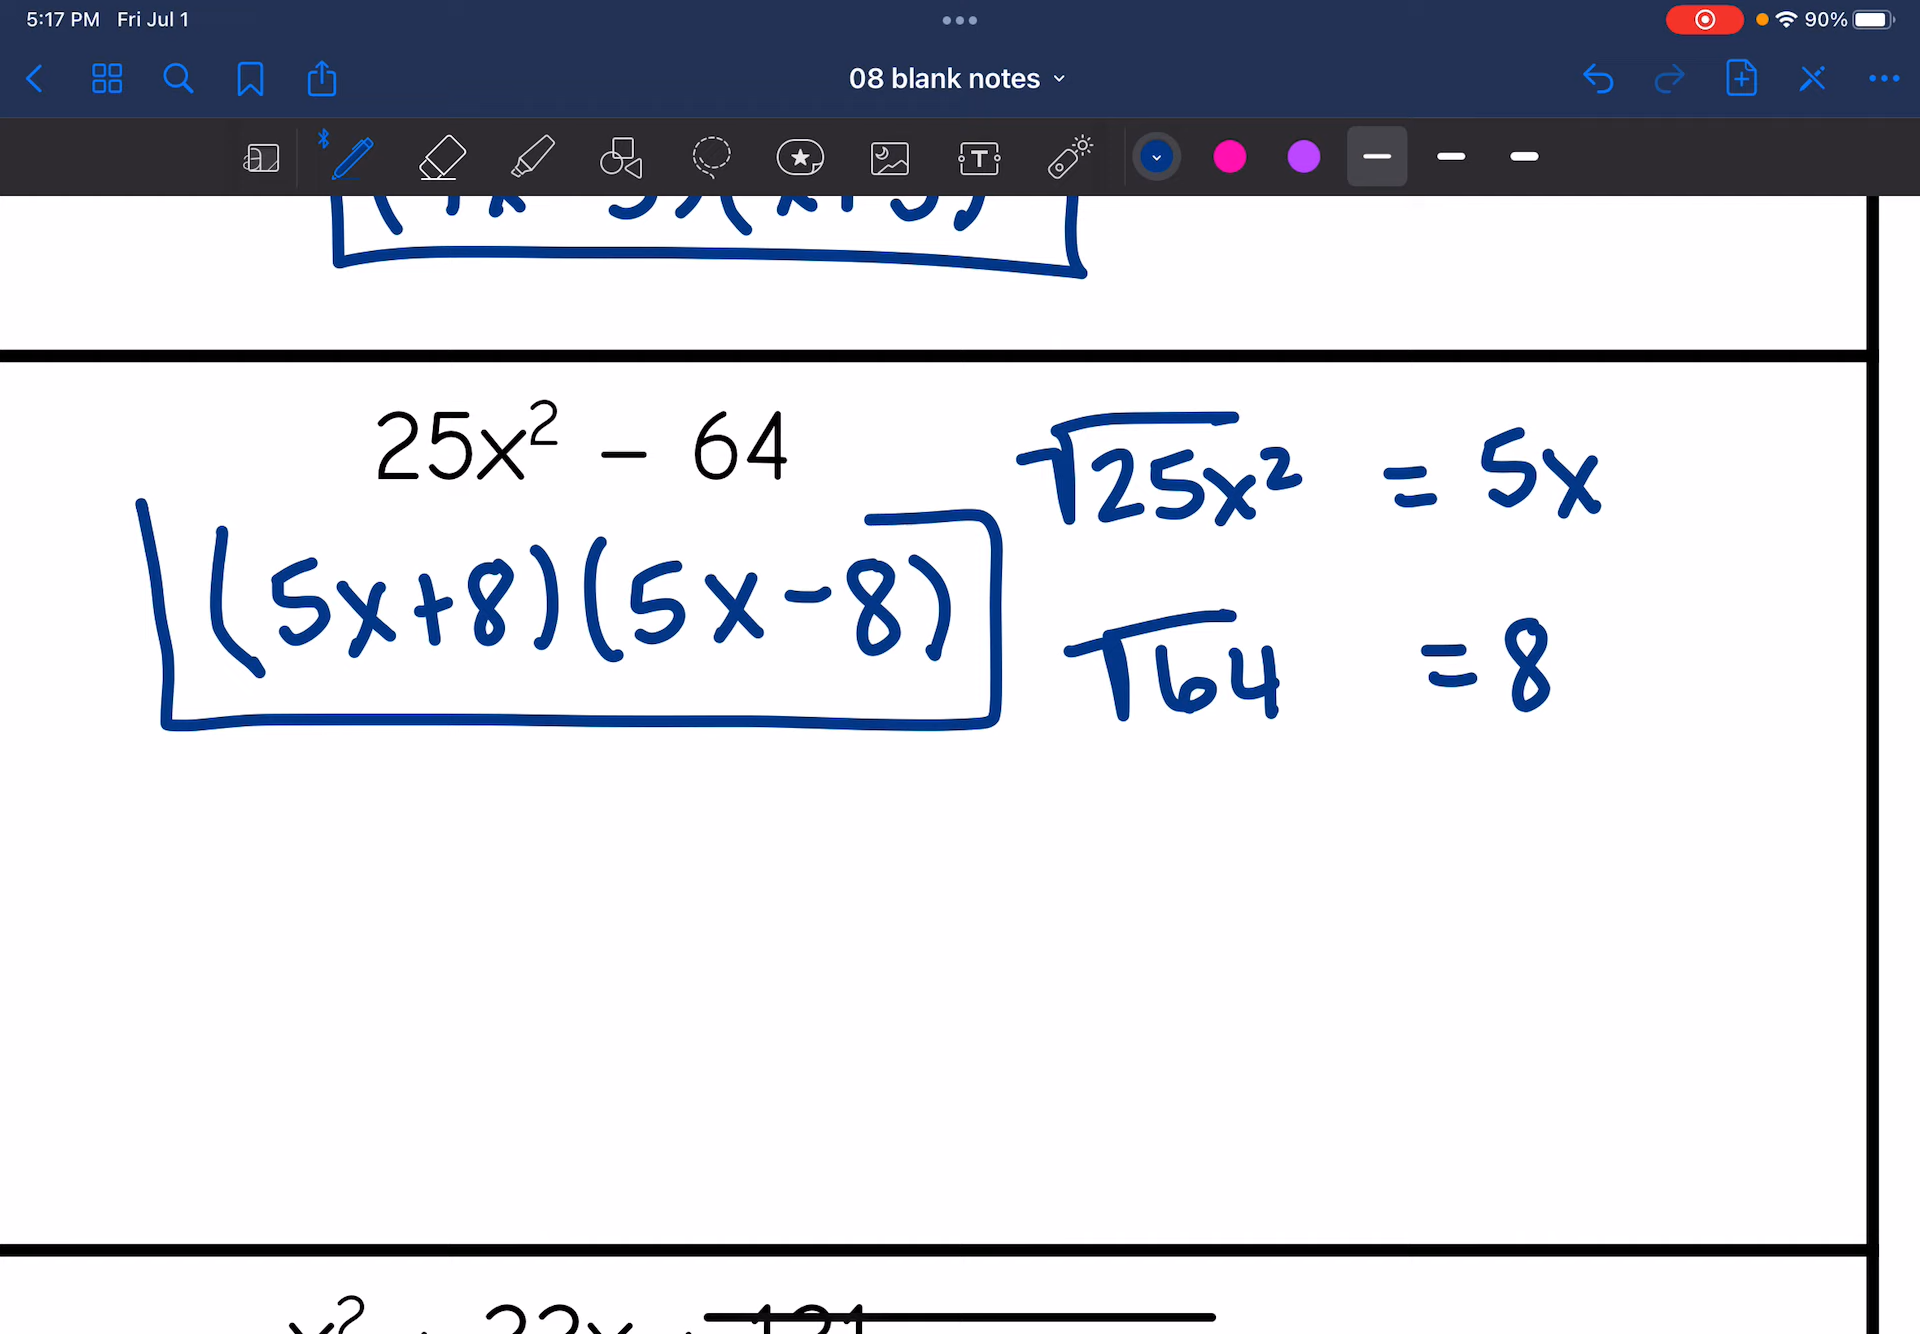 5:17 PM Fri Jul 1
90%
08 blank notes
T
25x² – 64
√25x² = 5x
(5x+8)(5x-8)
√64 = 8